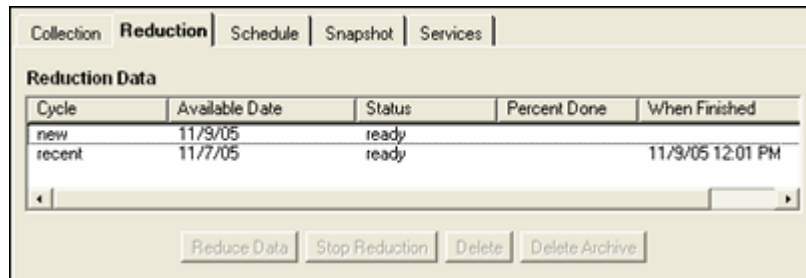 Collection Reduction Schedule Snapshot Services
Reduction Data
Cycle Available Date Status Percent Done When Finished
new 11/9/05 ready
recent 11/7/05 ready 11/9/05 12:01 PM
Reduce Data Stop Reduction Delete Delete Archive